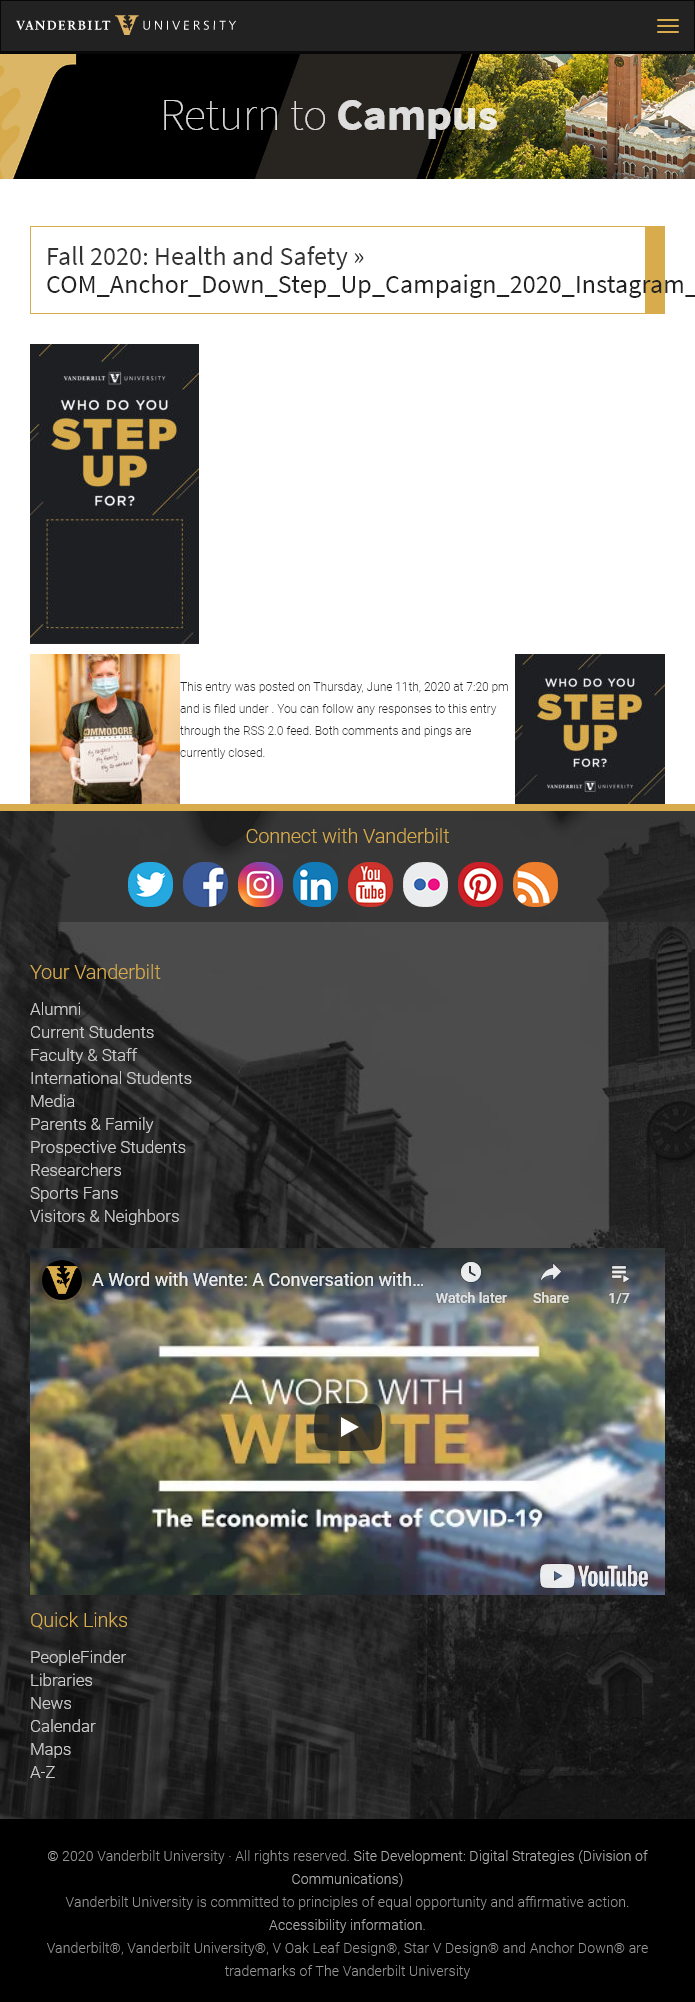 VANDERBILT UNIVERSITY
Return to Campus
Fall 2020: Health and Safety »
COM_Anchor_Down_Step_Up_Campaign_2020_Instagram_
VANDERBILT V UNIVERSITY
WHO DO YOU
STEP
UP
FOR?
COMMODORE
My family!
This entry was posted on Thursday, June 11th, 2020 at 7:20 pm
and is filed under . You can follow any responses to this entry
through the RSS 2.0 feed. Both comments and pings are
currently closed.
WHO DO YOU
STEP
UP
FOR?
VANDERBILT V UNIVERSITY
Connect with Vanderbilt
You
Tube
Your Vanderbilt
Alumni
Current Students
Faculty & Staff
International Students
Media
Parents & Family
Prospective Students
Researchers
Sports Fans
Visitors & Neighbors
A Word with Wente: A Conversation with...
Watch later
Share
1/7
A WORD WITH
WENTE
The Economic Impact of COVID-19
YouTube
Quick Links
PeopleFinder
Libraries
News
Calendar
Maps
A-Z
© 2020 Vanderbilt University · All rights reserved. Site Development: Digital Strategies (Division of
Communications)
Vanderbilt University is committed to principles of equal opportunity and affirmative action.
Accessibility information.
Vanderbilt®, Vanderbilt University®, V Oak Leaf Design®, Star V Design® and Anchor Down® are
trademarks of The Vanderbilt University